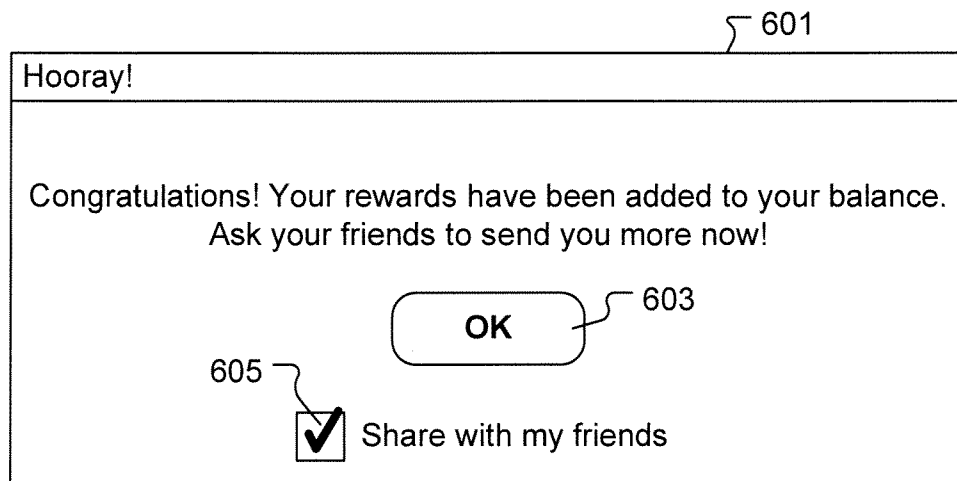 601
Hooray!
Congratulations! Your rewards have been added to your balance.
Ask your friends to send you more now!
OK
603
605
Share with my friends